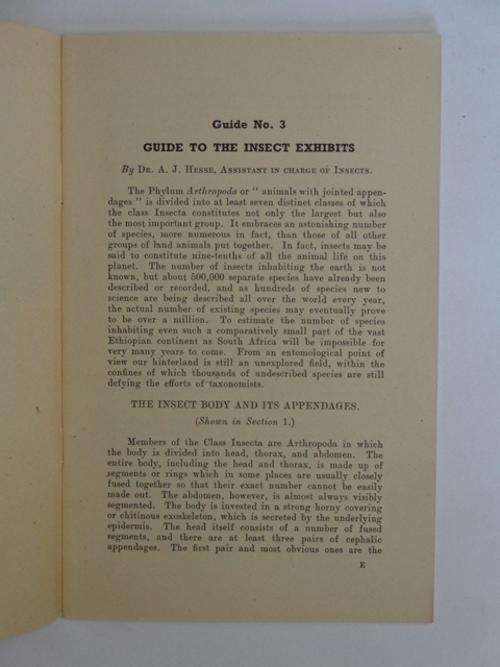 Guide No. 3
GUIDE TO THE INSECT EXHIBITS
By Dr. A. J. Hesse, Assistant in charge of Insects.
The Phylum Arthropoda or " animals with jointed appen-
dages " is divided into at least seven distinct classes of which
the class Insecta constitutes not only the largest but also
the most important group. It embraces an astonishing number
of species, more numerous in fact, than those of all other
groups of land animals put together. In fact, insects may be
said to constitute nine-tenths of all the animal life on this
planet. The number of insects inhabiting the earth is not
known, but about 500,000 separate species have already been
described or recorded, and as hundreds of species new to
science are being described all over the world every year,
the actual number of existing species may eventually prove
to be over a million. To estimate the number of species
inhabiting even such a comparatively small part of the vast
Ethiopian continent as South Africa will be impossible for
very many years to come. From an entomological point of
view our hinterland is still an unexplored field, within the
confines of which thousands of undescribed species are still
defying the efforts of taxonomists.
THE INSECT BODY AND ITS APPENDAGES.
(Shown in Section 1.)
Members of the Class Insecta are Arthropoda in which
the body is divided into head, thorax, and abdomen. The
entire body, including the head and thorax, is made up of
segments or rings which in some places are usually closely
fused together so that their exact number cannot be easily
made out. The abdomen, however, is almost always visibly
segmented. The body is invested in a strong horny covering
or chitinous exoskeleton, which is secreted by the underlying
epidermis. The head itself consists of a number of fused
segments, and there are at least three pairs of cephalic
appendages. The first pair and most obvious ones are the
E